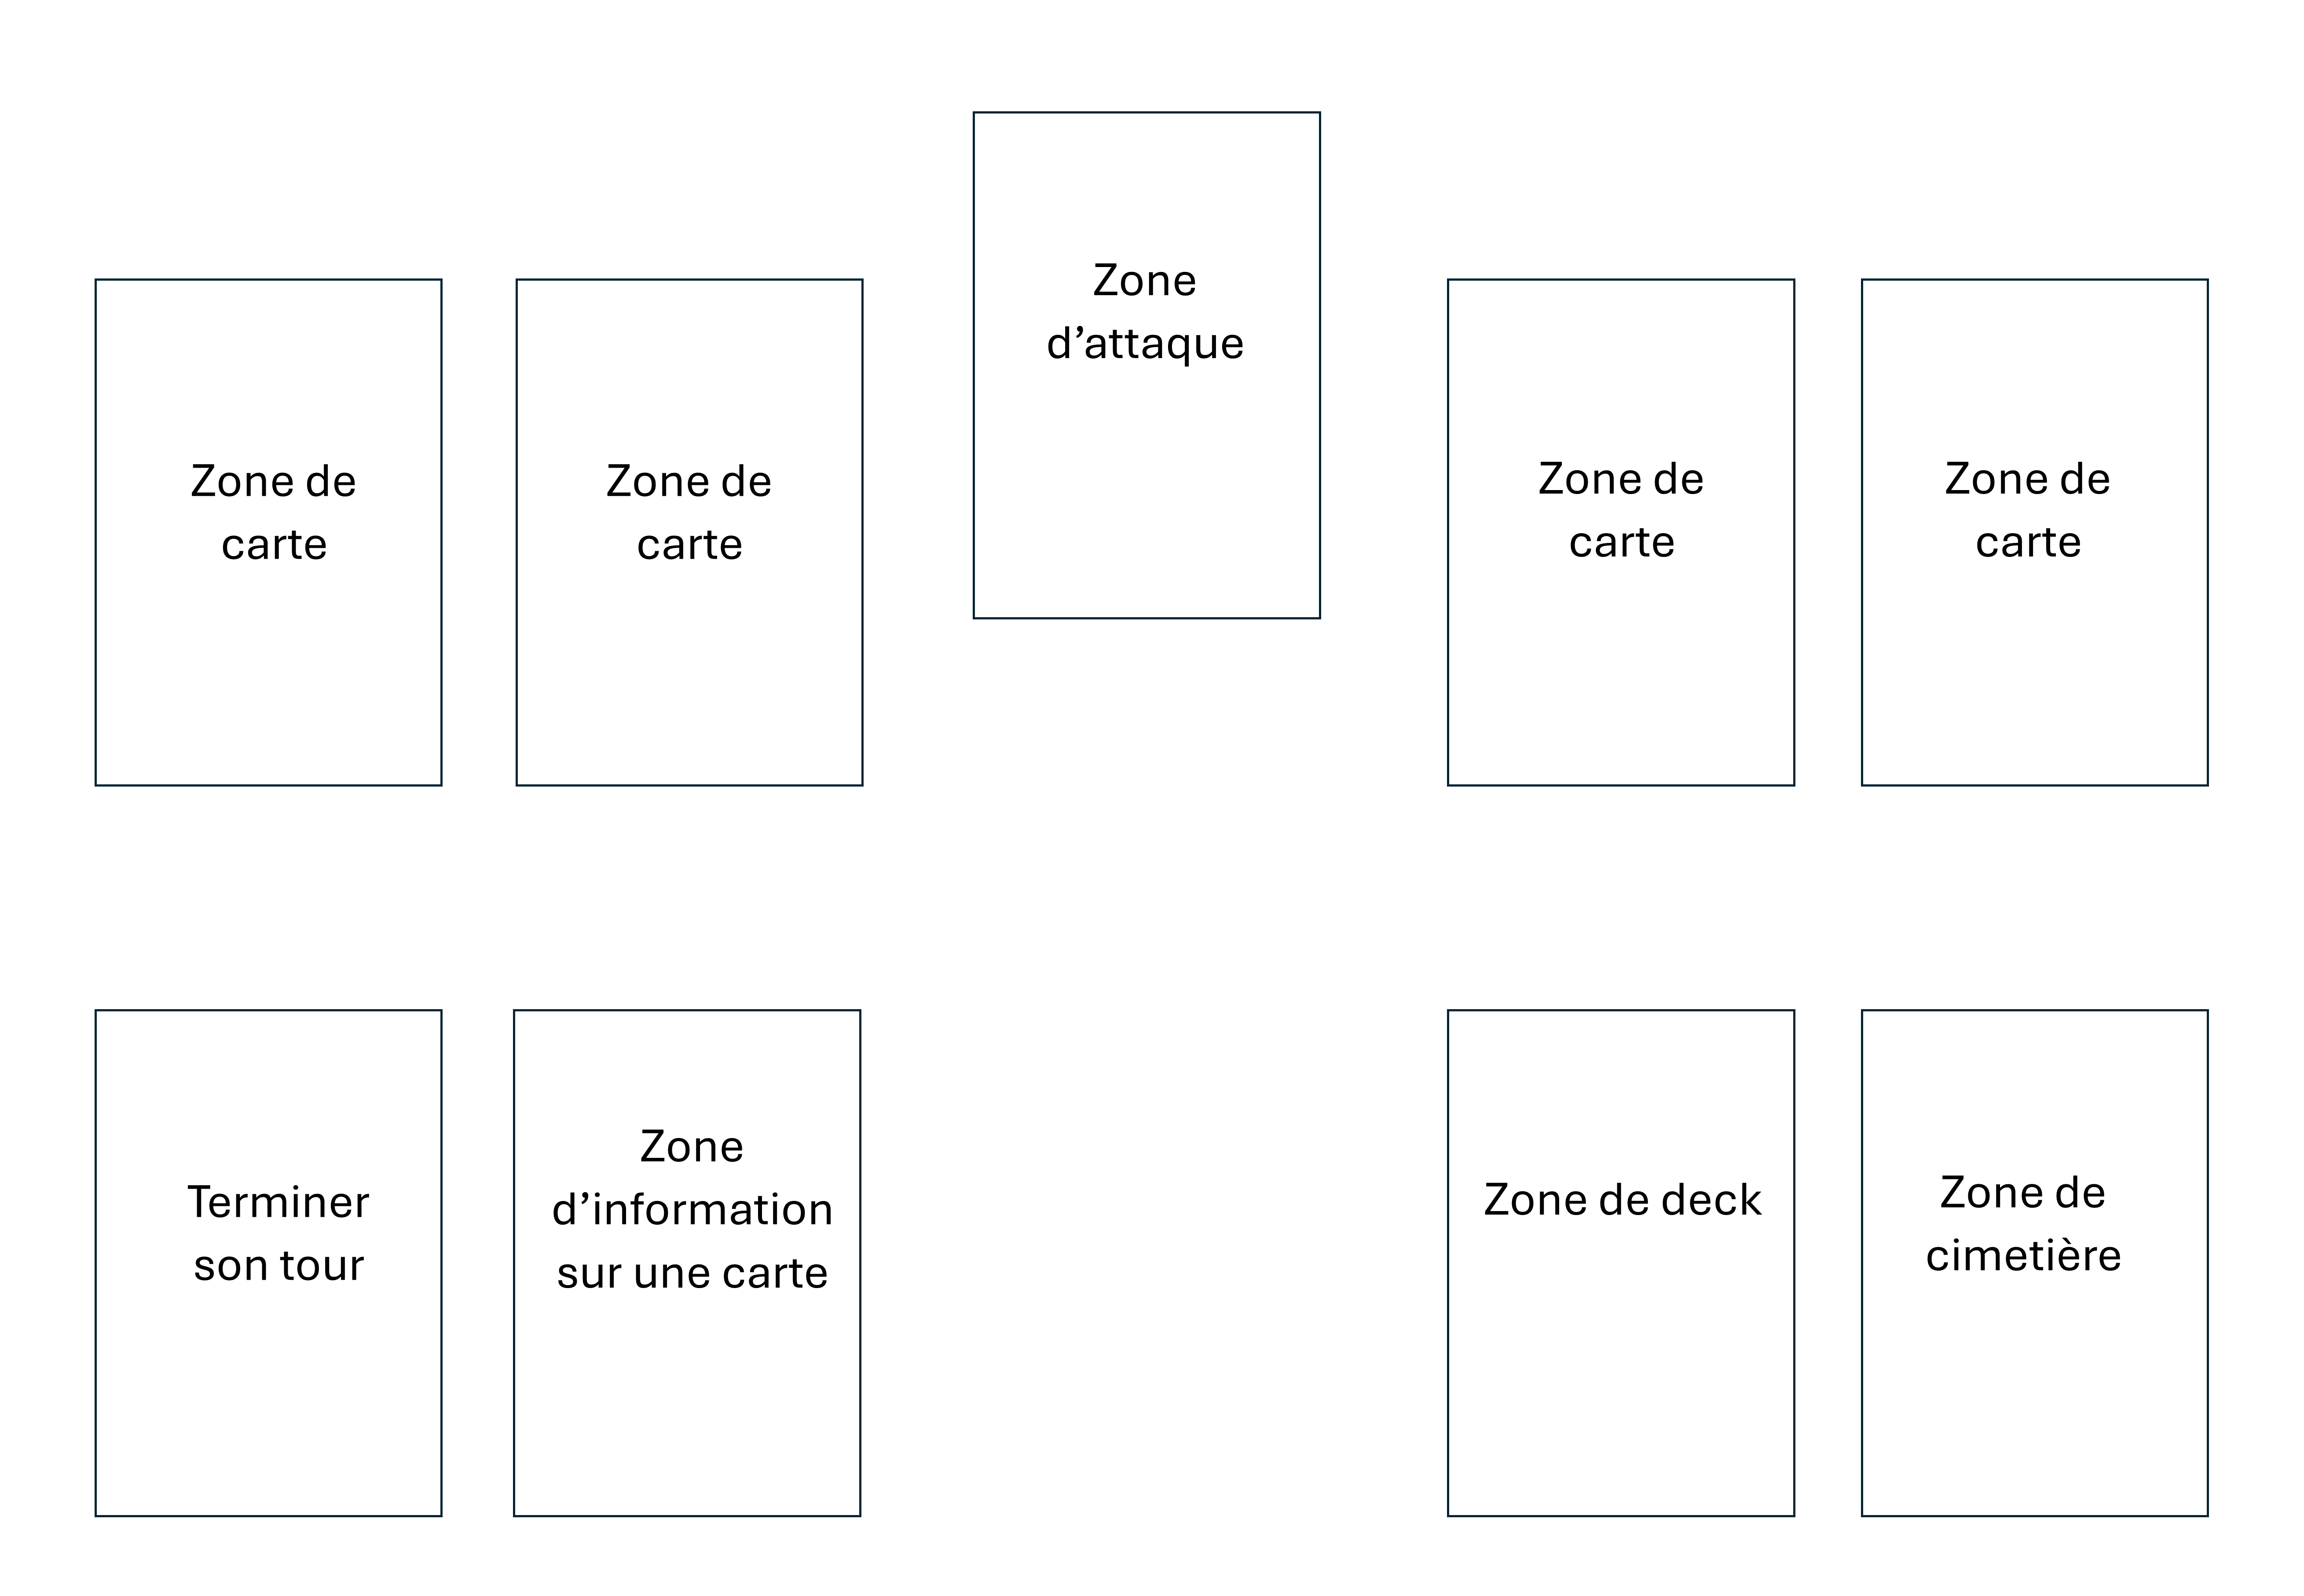 Zone
d’attaque
Zone de
carte
Zone de
carte
Zone de
carte
Zone de
carte
Terminer
son tour
Zone
d’information
sur une carte
Zone de deck
Zone de
cimetière